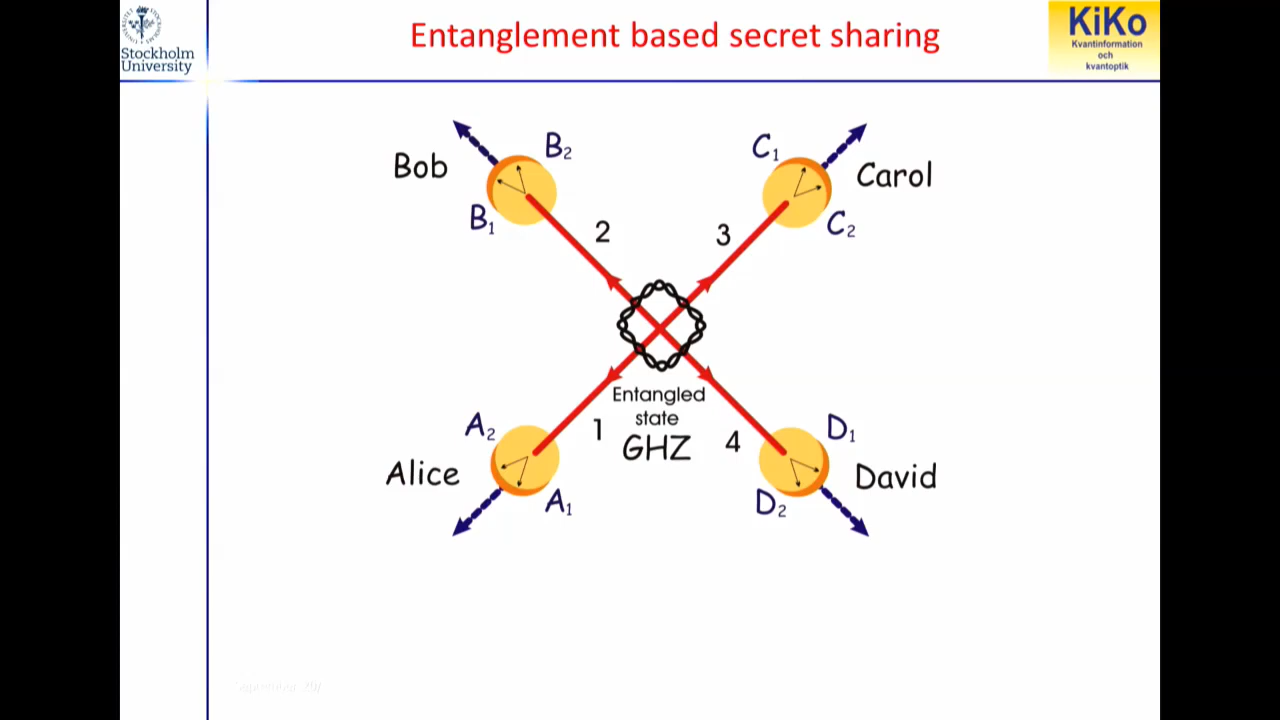 Stockholm
University
Entanglement based secret sharing
KiKo
Kvantinformation
och
kvantoptik
Bob
B₂
B₁
2
C₁
Carol
C₂
3
Entangled
state
GHZ
A₂
Alice
A₁
1
4
D₁
David
D₂